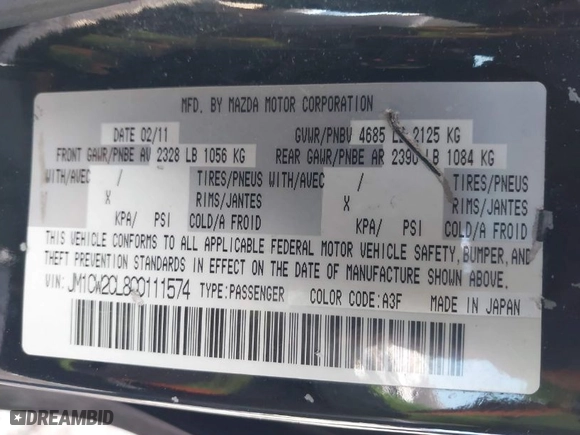 MFD. BY MAZDA MOTOR CORPORATION
DATE 02/11 GVWR/PNBV 4685 LB 2125 KG
FRONT GAWR/PNBE AV 2328 LB 1056 KG REAR GAWR/PNBE AR 2390 LB 1084 KG
WITH/AVEC / TIRES/PNEUS WITH/AVEC / TIRES/PNEUS
X RIMS/JANTES X RIMS/JANTES
KPA/ PSI COLD/A FROID KPA/ PSI COLD/A FROID
THIS VEHICLE CONFORMS TO ALL APPLICABLE FEDERAL MOTOR VEHICLE SAFETY, BUMPER, AND
THEFT PREVENTION STANDARDS IN EFFECT ON THE DATE OF MANUFACTURE SHOWN ABOVE.
VIN: JM1CW2CL8C0111574 TYPE:PASSENGER COLOR CODE: A3F MADE IN JAPAN
DREAMBID